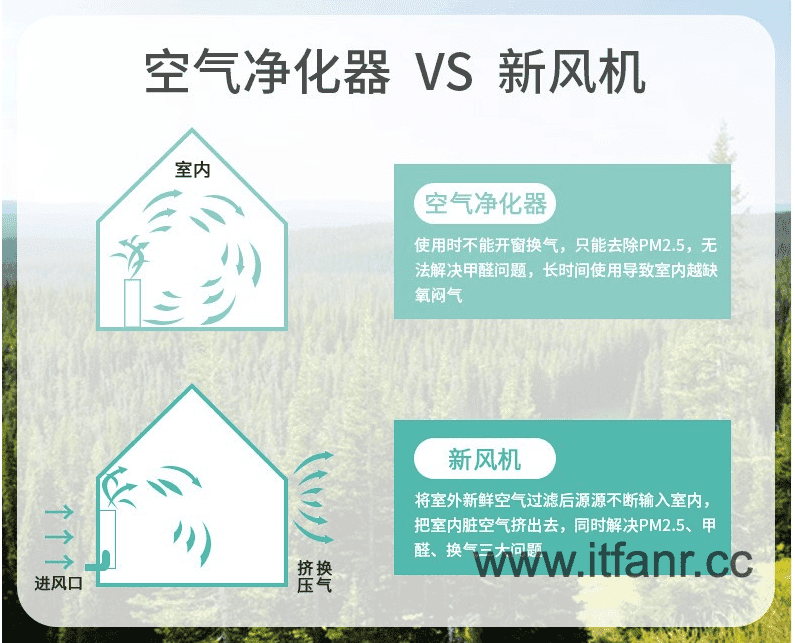 空气净化器 VS 新风机
室内
空气净化器
使用时不能开窗换气，只能去除PM2.5，无
法解决甲醛问题，长时间使用导致室内越缺
氧闷气
新风机
将室外新鲜空气过滤后源源不断输入室内，
把室内脏空气挤出去，同时解决PM2.5、甲
醛、换气三大问题
进风口
挤换
压气
www.itfanr.cc